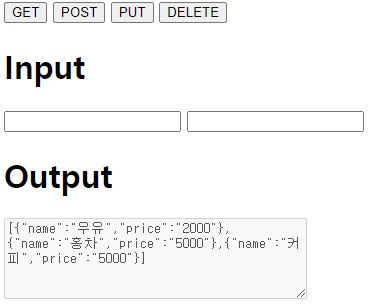 GET POST PUT DELETE
Input
Output
[{"name":"우유","price":"2000"},
{"name":"홍차","price":"5000"},{"name":"커
피","price":"5000"}]